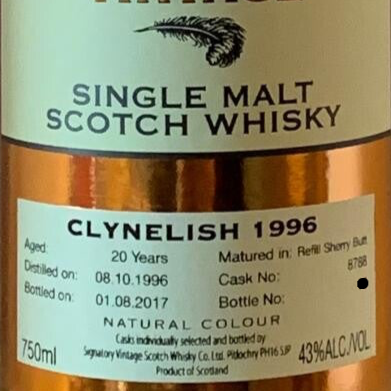 SINGLE MALT
SCOTCH WHISKY
CLYNELISH 1996
Aged: 20 Years Matured in: Refill Sherry Butt
Distilled on: 08.10.1996 Cask No: 8788
Bottled on: 01.08.2017 Bottle No:
NATURAL COLOUR
Casks individually selected and bottled by
750ml Signatory Vintage Scotch Whisky Co. Ltd. Pitlochry PH16 5JP 43%ALC./VOL.
Product of Scotland